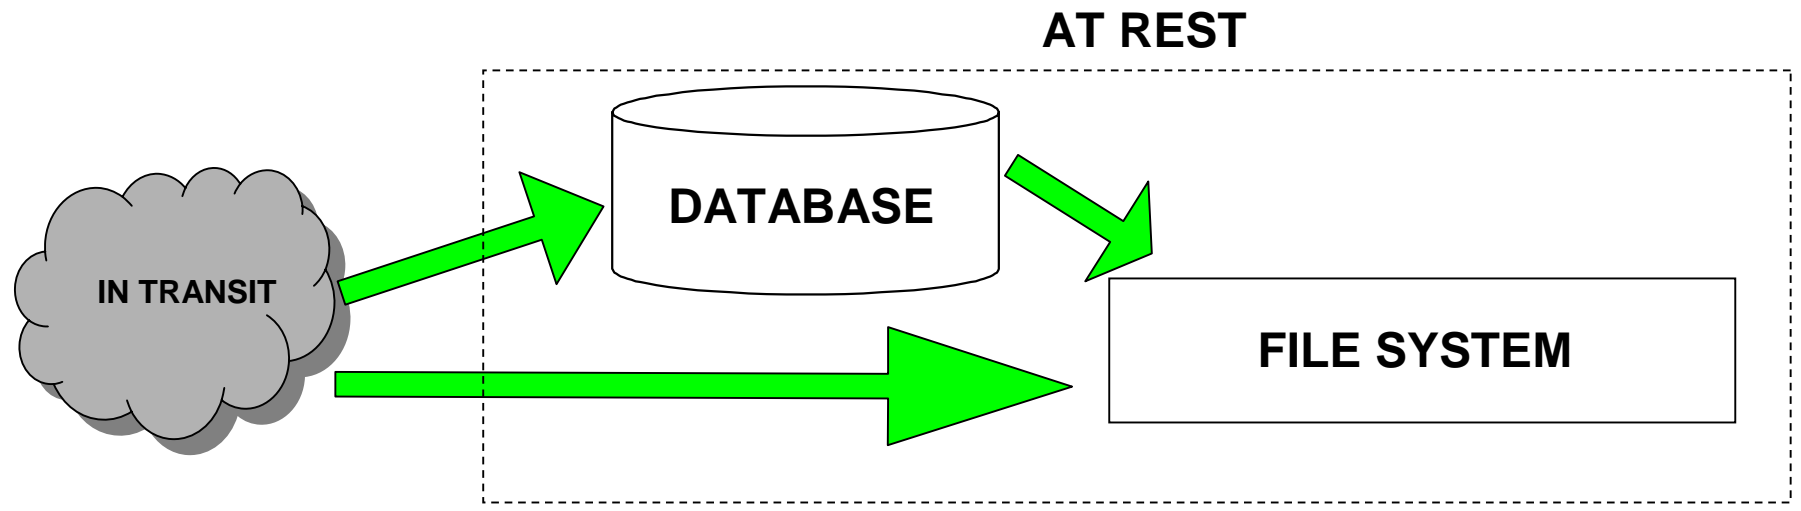 AT REST
DATABASE
IN TRANSIT
FILE SYSTEM